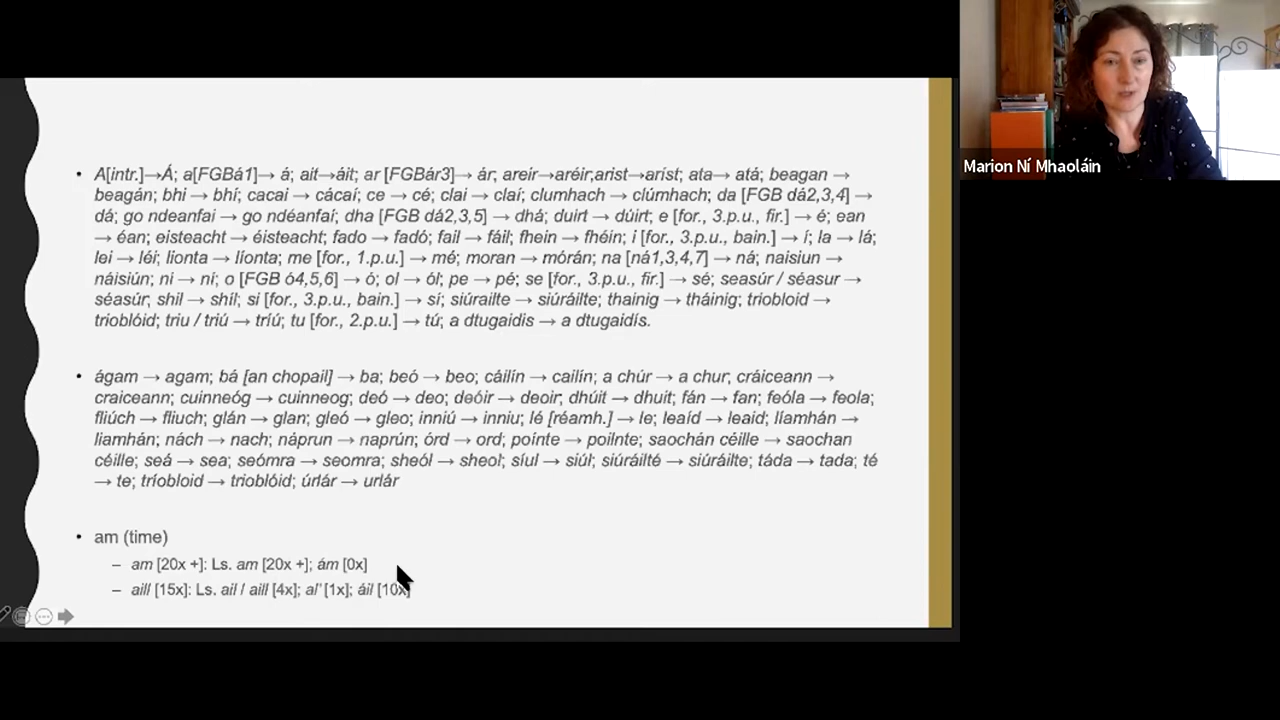 • A[intr.]→Á; a[FGBá1]→ á; ait→áit; ar [FGBár3]→ ár; areir→aréir,arist→aríst; ata→ atá; beagan →
beagán; bhi → bhí; cacai → cácaí; ce → cé; clai → claí; clumhach → clúmhach; da [FGB dá2,3,4] →
dá; go ndeanfai → go ndéanfaí; dha [FGB dá2,3,5] → dhá; duirt → dúirt; e [for., 3.p.u., fir.] → é; ean
→ éan; eisteacht → éisteacht; fado → fadó; fail → fáil; fhein → fhéin; i [for., 3.p.u., bain.] → í; la → lá;
lei → léi; lionta → líonta; me [for., 1.p.u.] → mé; moran → mórán; na [ná1,3,4,7] → ná; naisiun →
náisiún; ni → ní; o [FGB ó4,5,6] → ó; ol → ól; pe → pé; se [for., 3.p.u., fir.] → sé; seasúr / séasur →
séasúr; shil → shíl; si [for., 3.p.u., bain.] → sí; siúrailte → siúráilte; thainig → tháinig; triobloid →
trioblóid; triu / triú → tríú; tu [for., 2.p.u.] → tú; a dtugaidis → a dtugaidís.
• ágam → agam; bá [an chopail] → ba; beó → beo; cáilín → cailín; a chúr → a chur; cráiceann →
craiceann; cuinneóg → cuinneog; deó → deo; deóir → deoir; dhúit → dhuit; fán → fan; feóla → feola;
fliúch → fliuch; glán → glan; gleó → gleo; inniú → inniu; lé [réamh.] → le; leaíd → leaid; líamhán →
liamhán; nách → nach; náprun → naprún; órd → ord; poínte → poilnte; saochán céille → saochan
céille; seá → sea; seómra → seomra; sheól → sheol; síul → siúl; siúráilté → siúráilte; táda → tada; té
→ te; tríobloid → trioblóid; úrlár → urlár
• am (time)
– am [20x +]: Ls. am [20x +]; ám [0x]
– aill [15x]: Ls. ail / aill [4x]; al' [1x]; áil [10x]
Marion Ní Mhaoláin